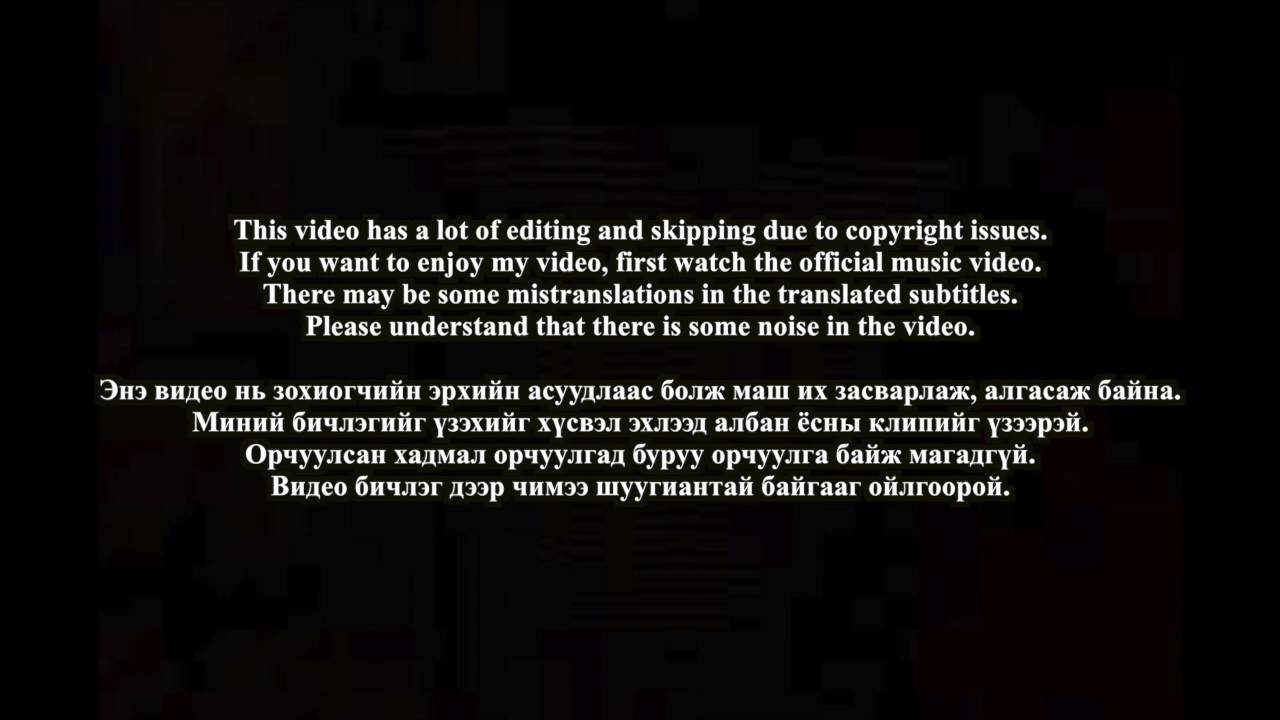 This video has a lot of editing and skipping due to copyright issues.
If you want to enjoy my video, first watch the official music video.
There may be some mistranslations in the translated subtitles.
Please understand that there is some noise in the video.
Энэ видео нь зохиогчийн эрхийн асуудлаас болж маш их засварлаж, алгасаж байна.
Миний бичлэгийг үзэхийг хүсвэл эхлээд албан ёсны клипийг үзээрэй.
Орчуулсан хадмал орчуулгад буруу орчуулга байж магадгүй.
Видео бичлэг дээр чимээ шуугиантай байгааг ойлгоорой.